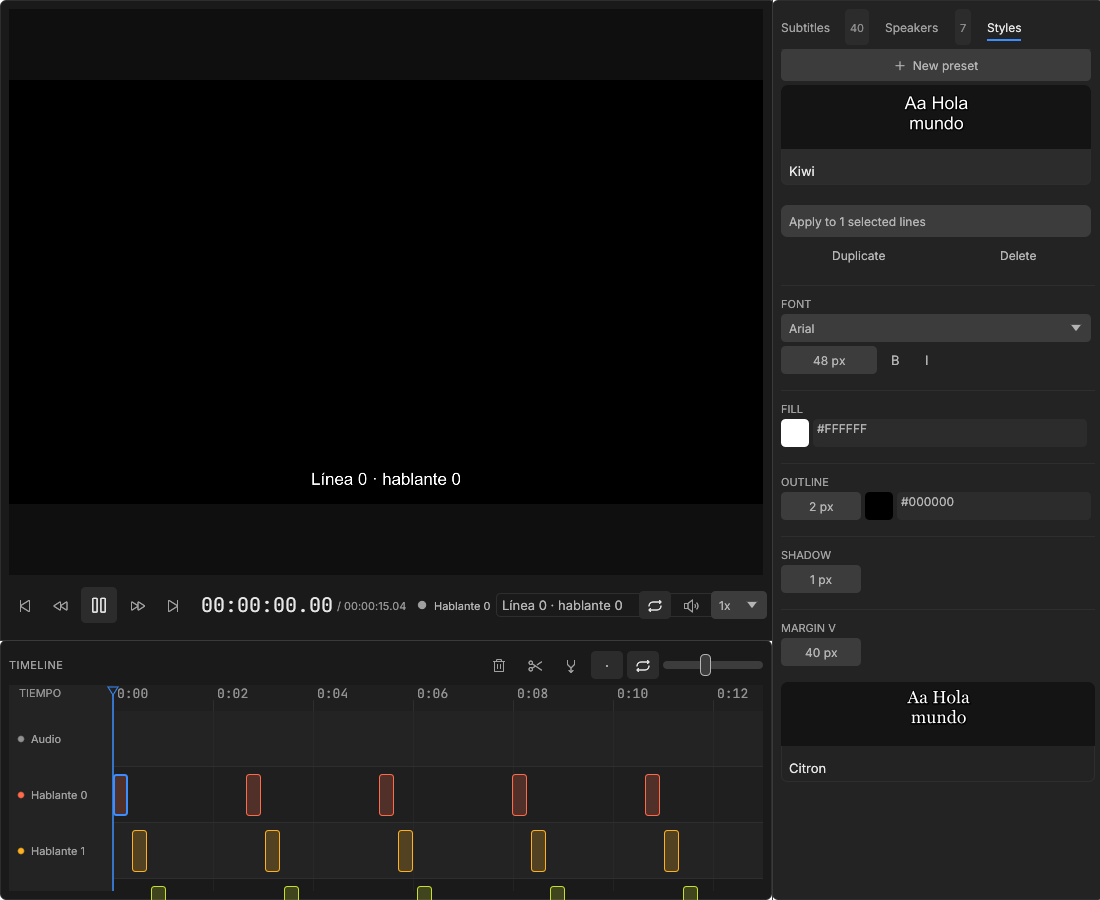 Línea 0 · hablante 0
00:00:00.00 / 00:00:15.04 Hablante 0 Línea 0 · hablante 0 1x
TIMELINE
TIEMPO 0:00 0:02 0:04 0:06 0:08 0:10 0:12
Audio
Hablante 0
Hablante 1
Subtitles 40 Speakers 7 Styles
+ New preset
Aa Hola
mundo
Kiwi
Apply to 1 selected lines
Duplicate Delete
FONT
Arial
48 px B I
FILL
#FFFFFF
OUTLINE
2 px #000000
SHADOW
1 px
MARGIN V
40 px
Aa Hola
mundo
Citron